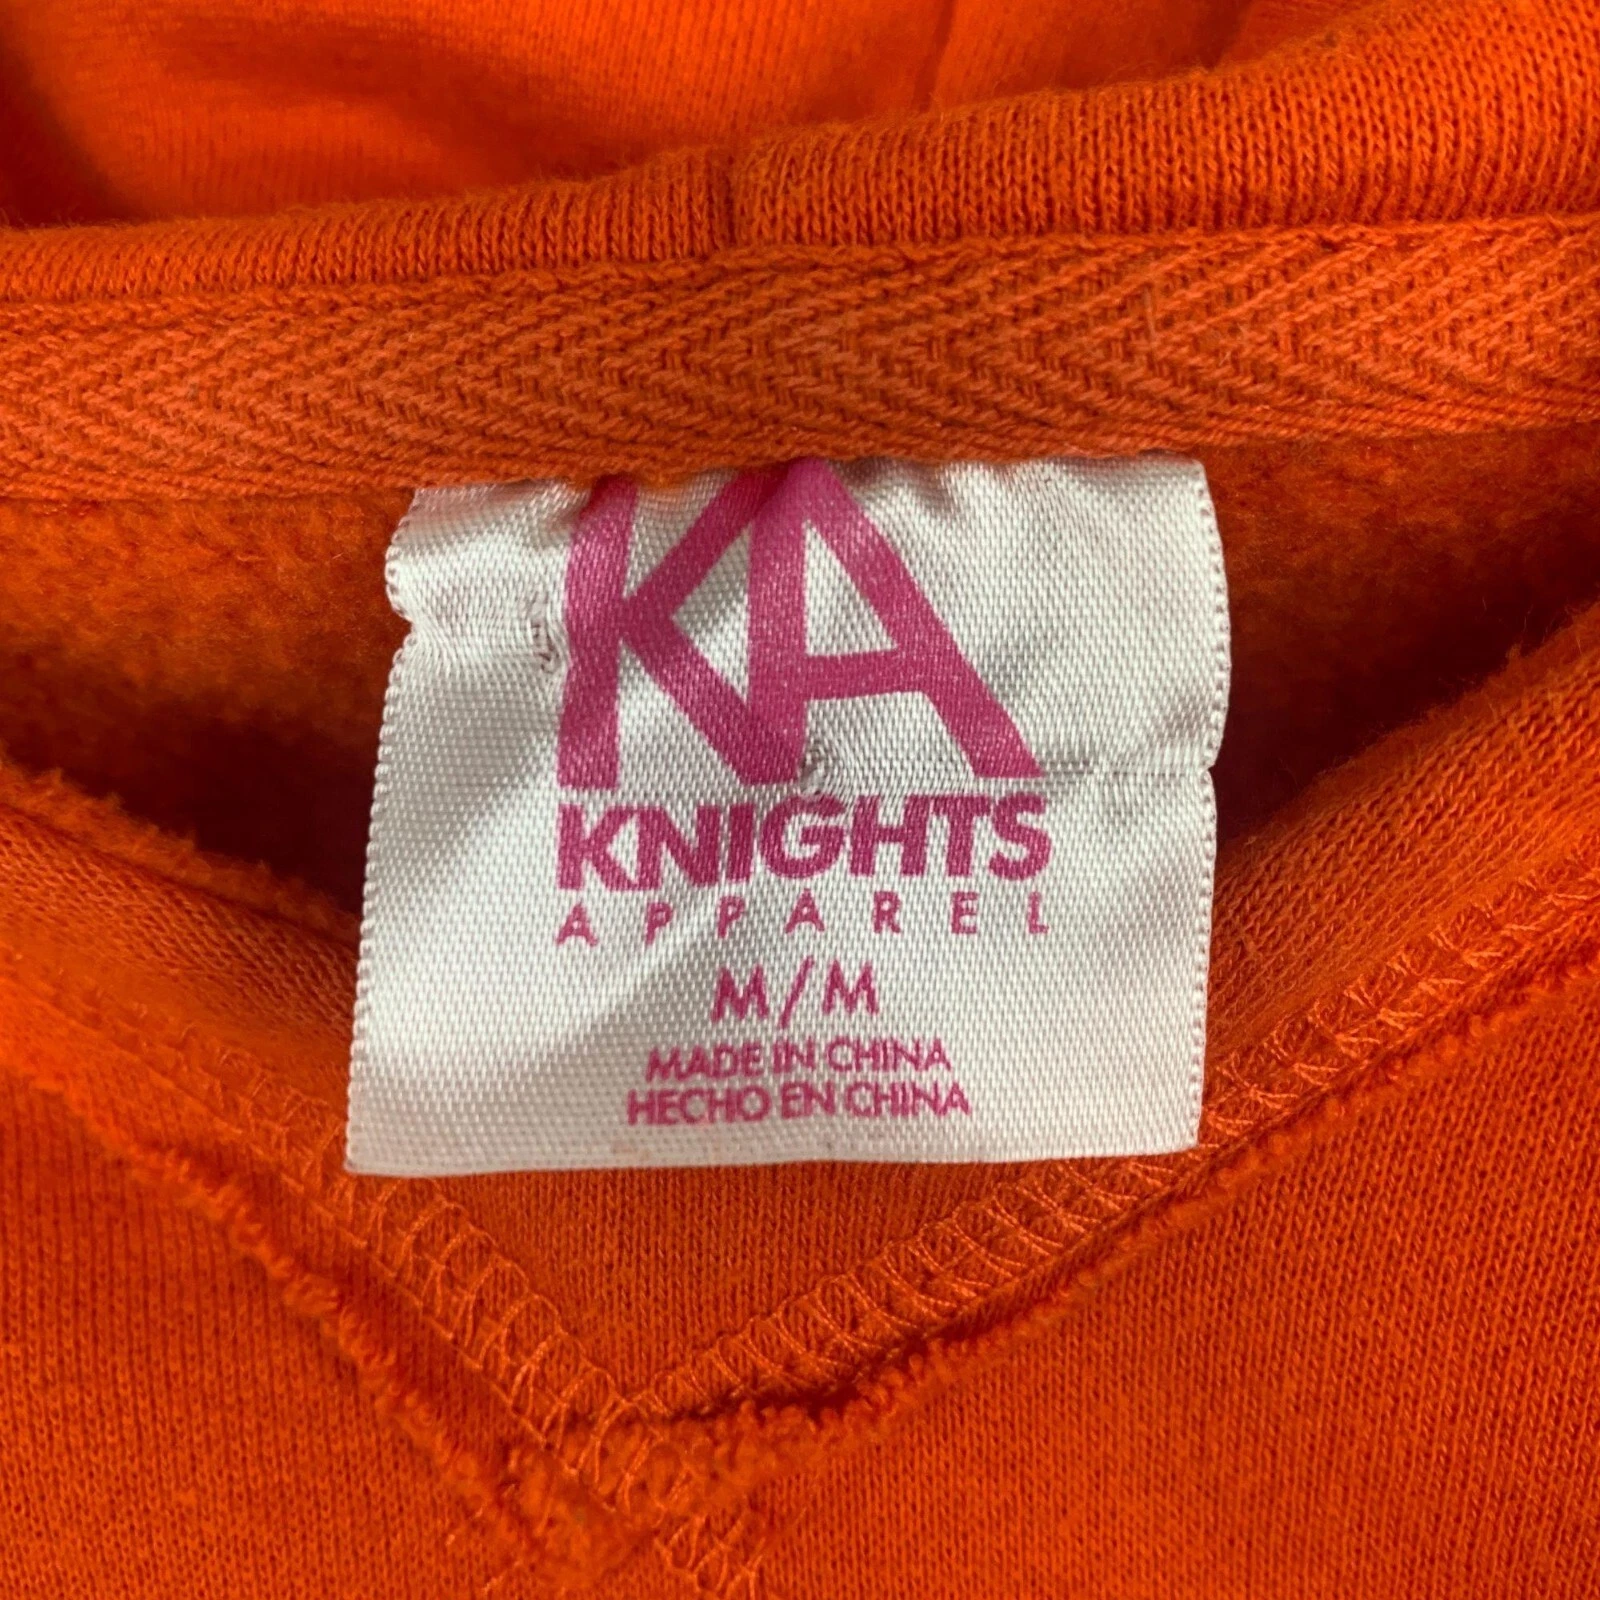 KA
KNIGHTS
APPAREL
M/M
MADE IN CHINA
HECHO EN CHINA